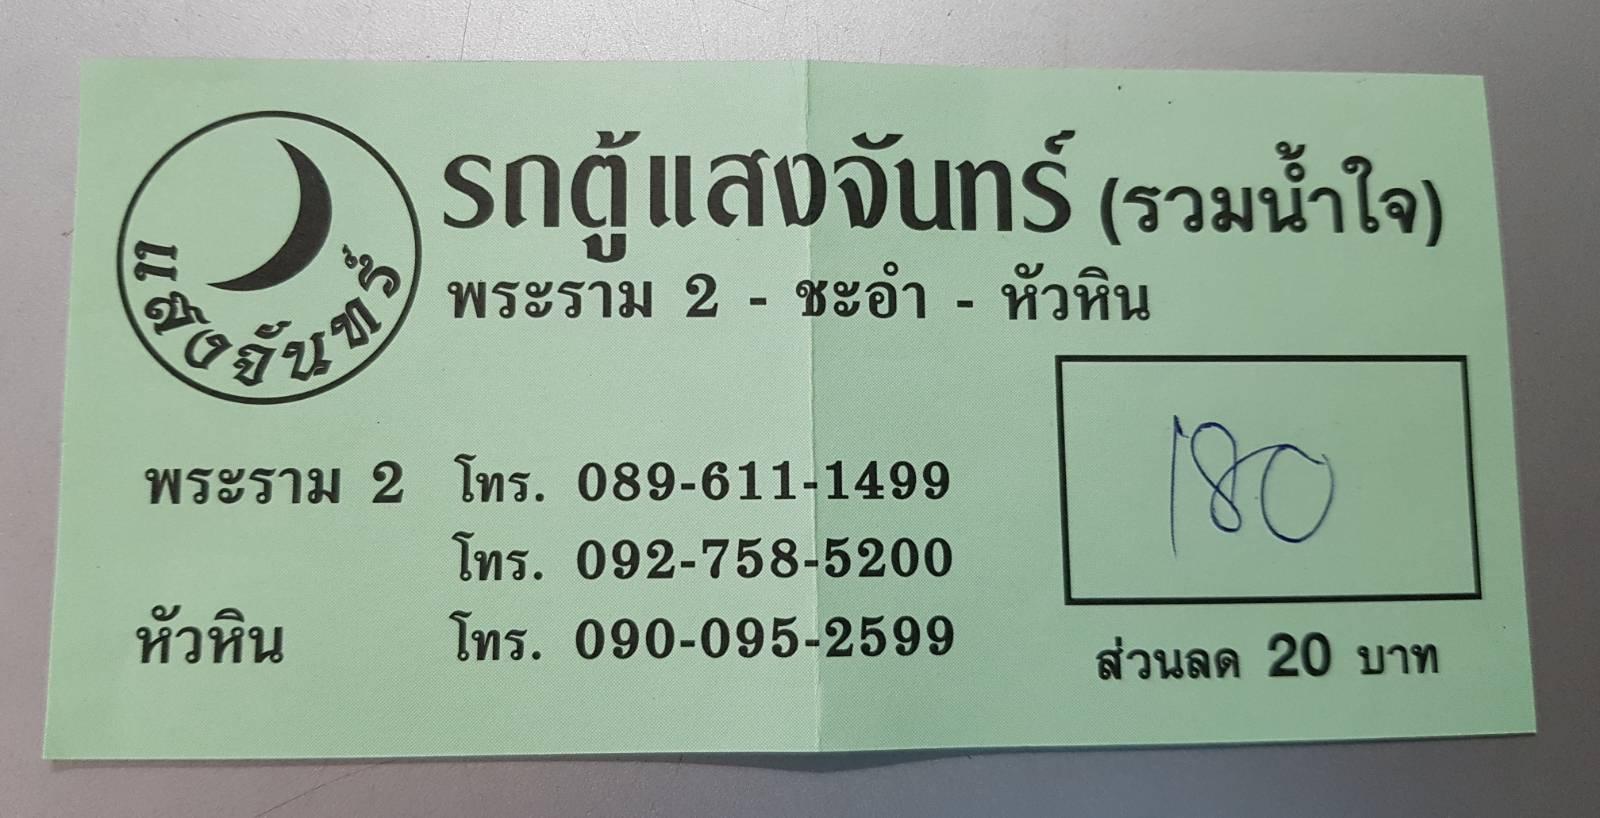 รถตู้แสงจันทร์ (รวมน้ำใจ)
แสงจันทร์
พระราม 2 - ชะอำ - หัวหิน
180
พระราม 2 โทร. 089-611-1499
โทร. 092-758-5200
หัวหิน โทร. 090-095-2599
ส่วนลด 20 บาท